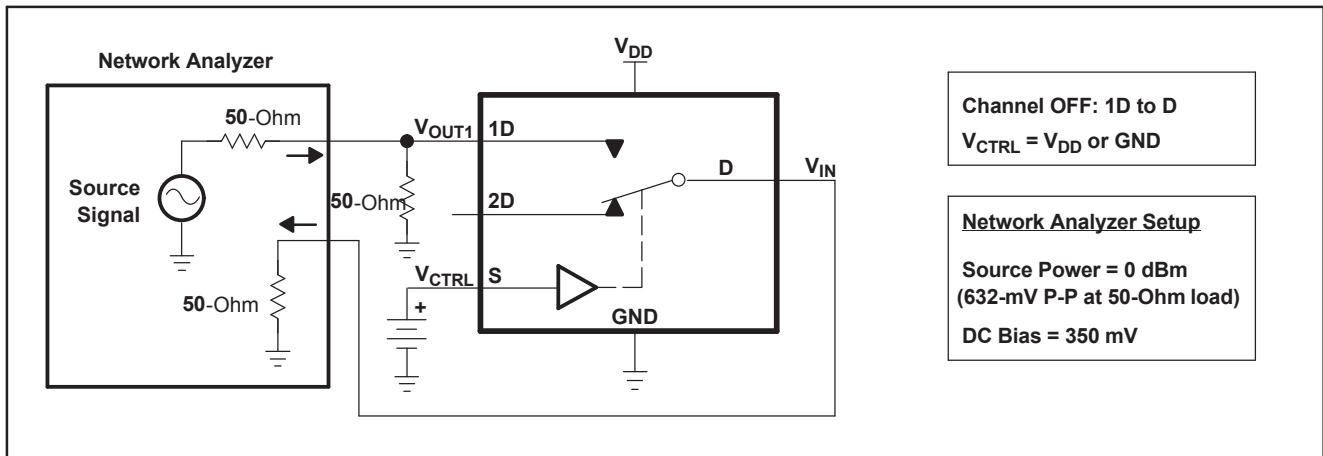 Network Analyzer
V_DD
50-Ohm
V_OUT1 1D
Source
Signal
50-Ohm
2D
D
V_IN
V_CTRL S
+
50-Ohm
GND
Channel OFF: 1D to D
V_CTRL = V_DD or GND
Network Analyzer Setup
Source Power = 0 dBm
(632-mV P-P at 50-Ohm load)
DC Bias = 350 mV